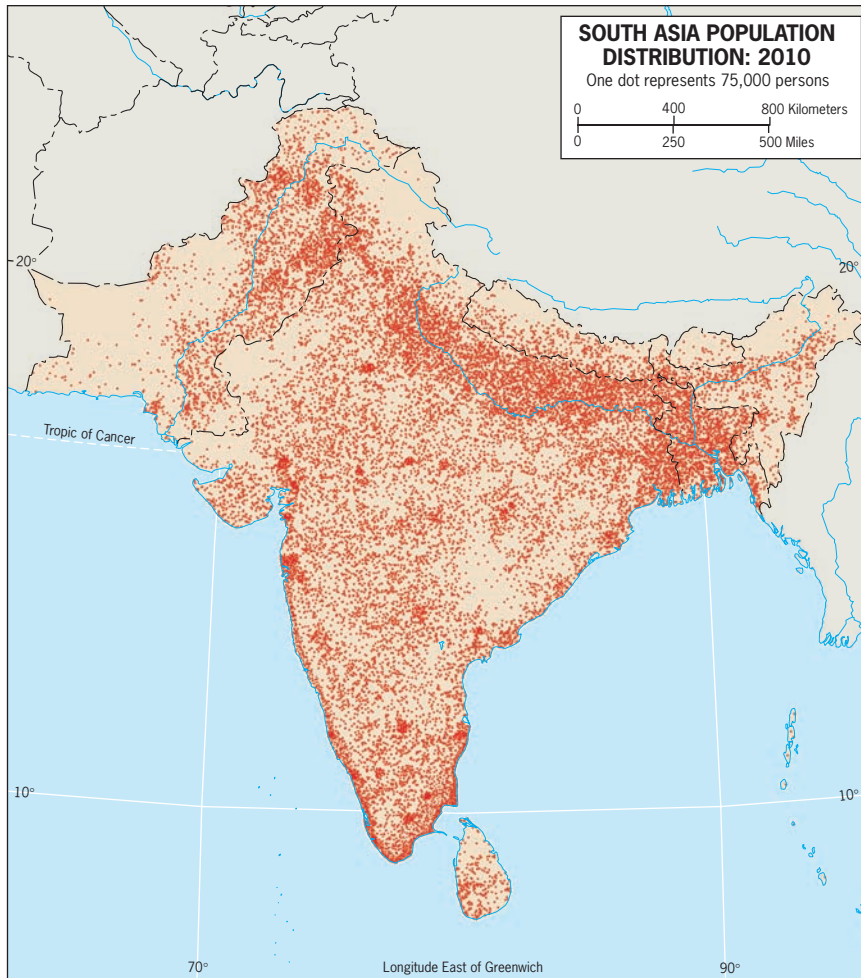 SOUTH ASIA POPULATION
DISTRIBUTION: 2010
One dot represents 75,000 persons
0 400 800 Kilometers
0 250 500 Miles
20°
20°
Tropic of Cancer
10°
10°
70°
Longitude East of Greenwich
90°